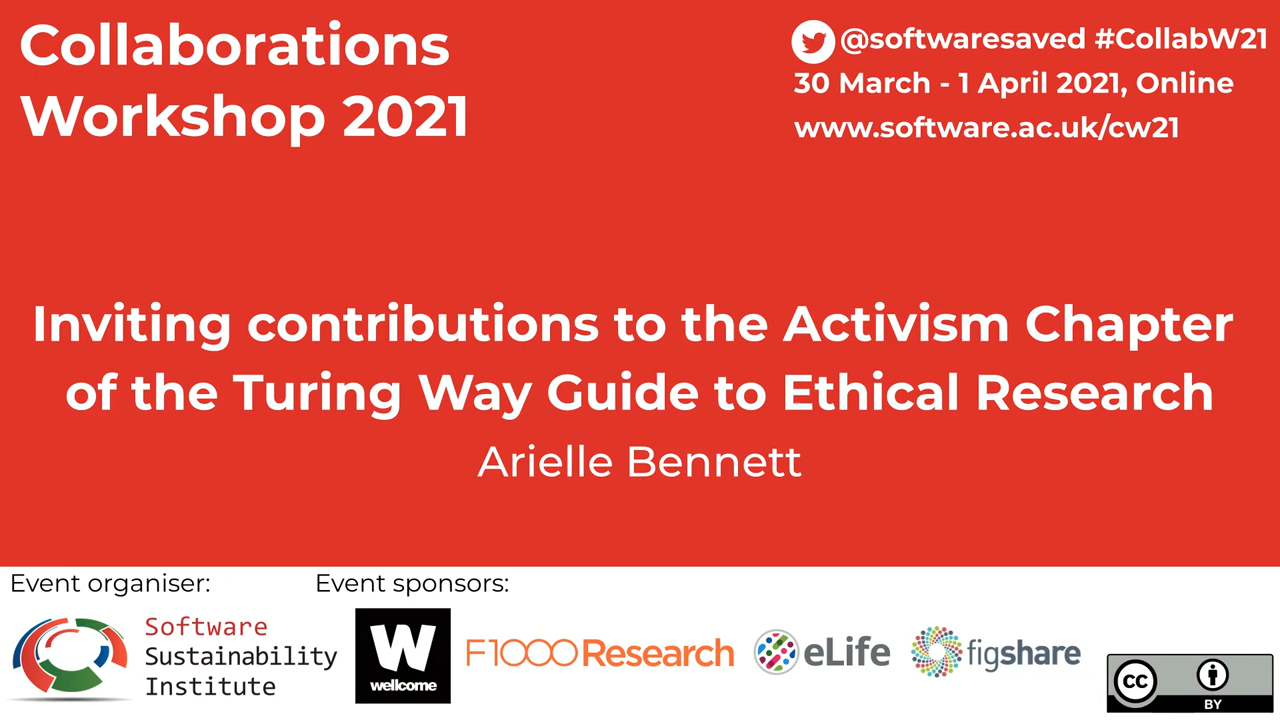 Collaborations
Workshop 2021
@softwaresaved #CollabW21
30 March - 1 April 2021, Online
www.software.ac.uk/cw21
Inviting contributions to the Activism Chapter
of the Turing Way Guide to Ethical Research
Arielle Bennett
Event organiser:
Event sponsors:
Software
Sustainability
Institute
W
wellcome
F1000Research
eLife
figshare
cc
BY